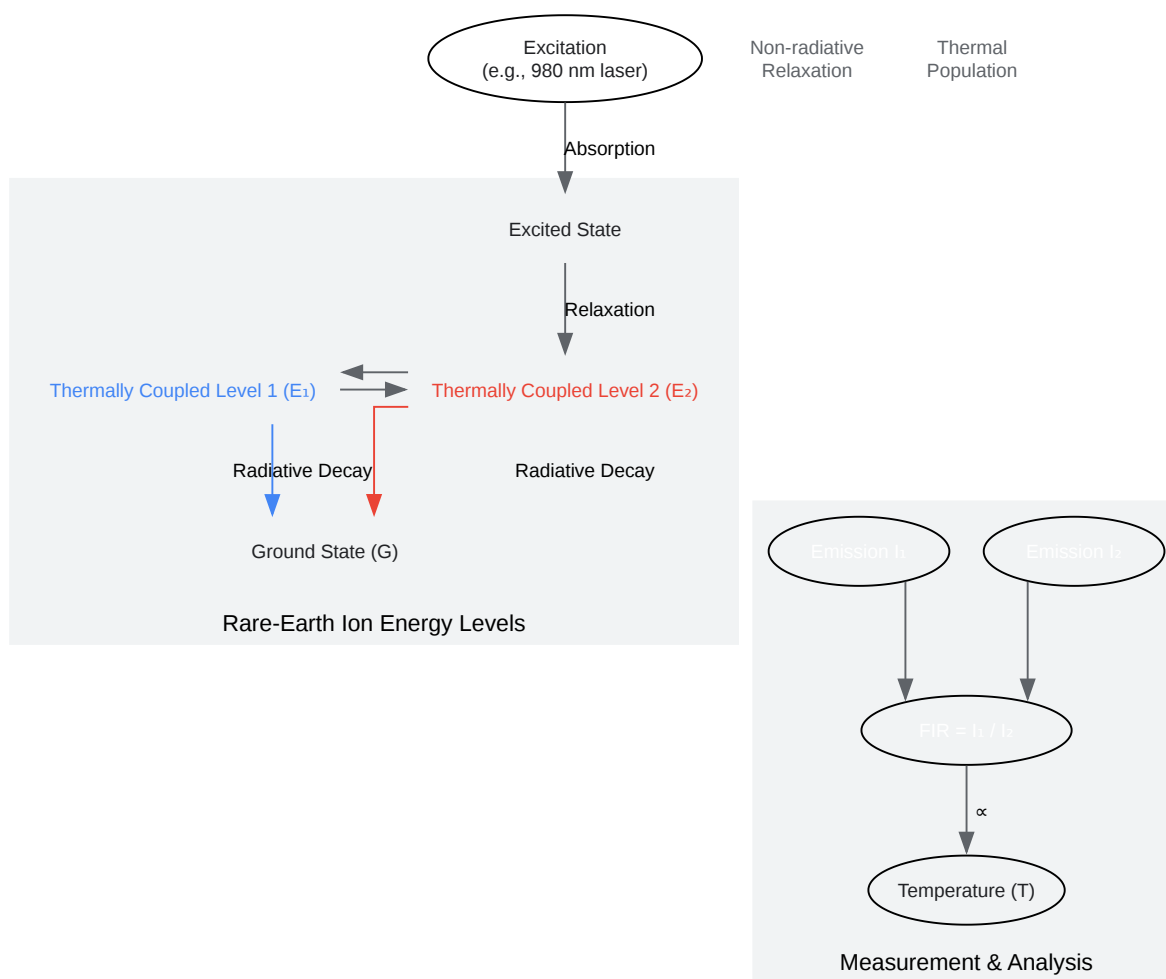 Excitation
(e.g., 980 nm laser)
Non-radiative
Relaxation
Thermal
Population
Absorption
Excited State
Relaxation
Thermally Coupled Level 1 (E₁)
Thermally Coupled Level 2 (E₂)
Radiative Decay
Radiative Decay
Ground State (G)
Rare-Earth Ion Energy Levels
Emission I₁
Emission I₂
FIR = I₁ / I₂
∝
Temperature (T)
Measurement & Analysis